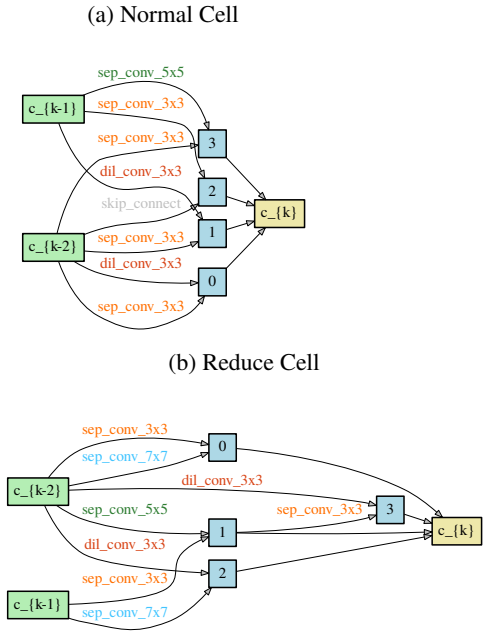 (a) Normal Cell
sep_conv_5x5
c_{k-1}
sep_conv_3x3
sep_conv_3x3
3
dil_conv_3x3
2
skip_connect
c_{k}
1
sep_conv_3x3
c_{k-2}
dil_conv_3x3
0
sep_conv_3x3
(b) Reduce Cell
sep_conv_3x3
0
sep_conv_7x7
dil_conv_3x3
c_{k-2}
sep_conv_5x5
sep_conv_3x3
3
c_{k}
1
dil_conv_3x3
2
sep_conv_3x3
c_{k-1}
sep_conv_7x7